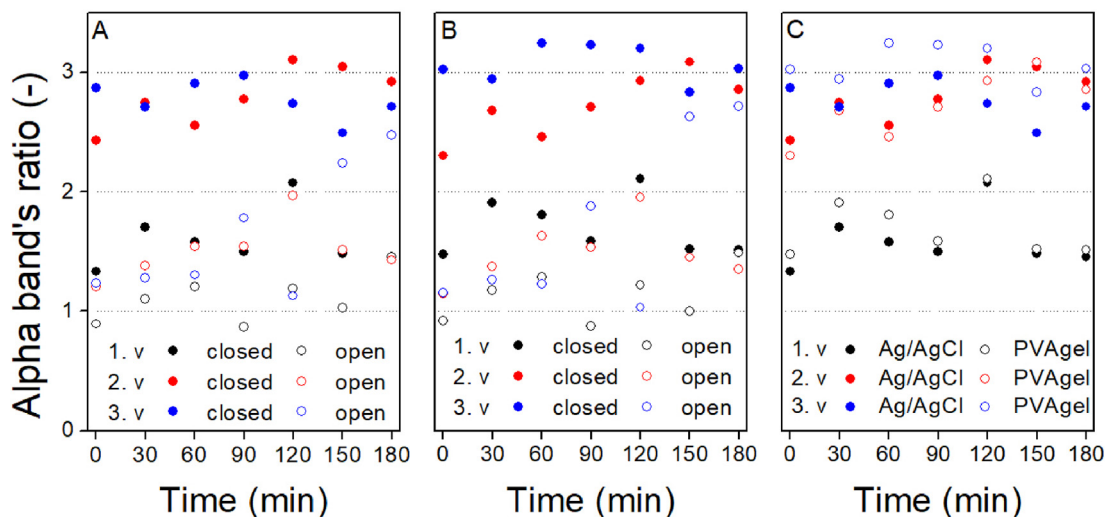 Alpha band's ratio (-)
A
3
2
1
0
1. v closed open
2. v closed open
3. v closed open
0 30 60 90 120 150 180
Time (min)
B
1. v closed open
2. v closed open
3. v closed open
0 30 60 90 120 150 180
Time (min)
C
1. v Ag/AgCl PVAgel
2. v Ag/AgCl PVAgel
3. v Ag/AgCl PVAgel
0 30 60 90 120 150 180
Time (min)